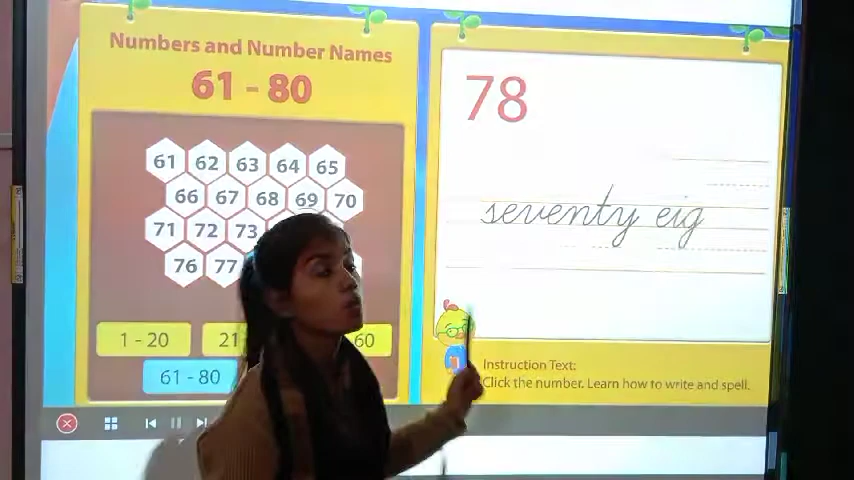 Numbers and Number Names
61 - 80
61 62 63 64 65
66 67 68 69 70
71 72 73
76 77
1 - 20 21 60
61 - 80
78
seventy eig
Instruction Text:
Click the number. Learn how to write and spell.